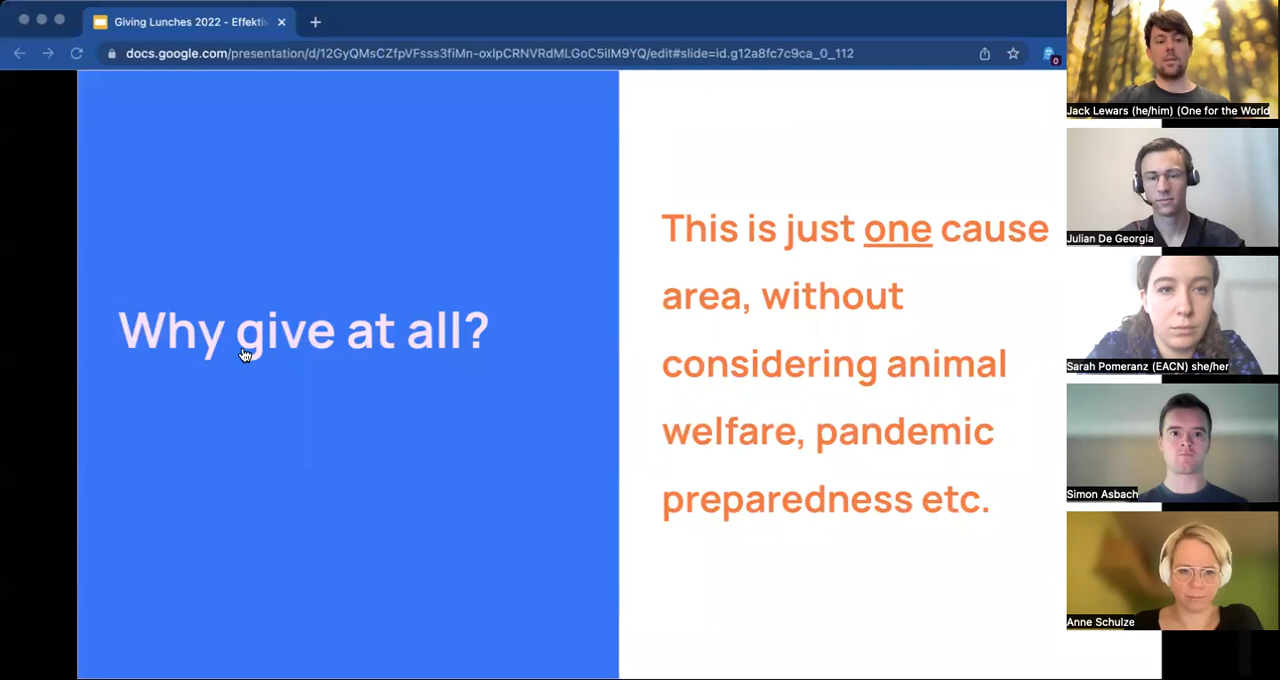 Giving Lunches 2022 - Effekti
docs.google.com/presentation/d/12GyQMsCZfpVFsss3fiMn-oxIpCRNVRdMLGoC5iIM9YQ/edit#slide=id.g12a8fc7c9ca_0_112
0
Why give at all?
This is just one cause
area, without
considering animal
welfare, pandemic
preparedness etc.
Jack Lewars (he/him) (One for the World
Julian De Georgia
Sarah Pomeranz (EACN) she/her
Simon Asbach
Anne Schulze